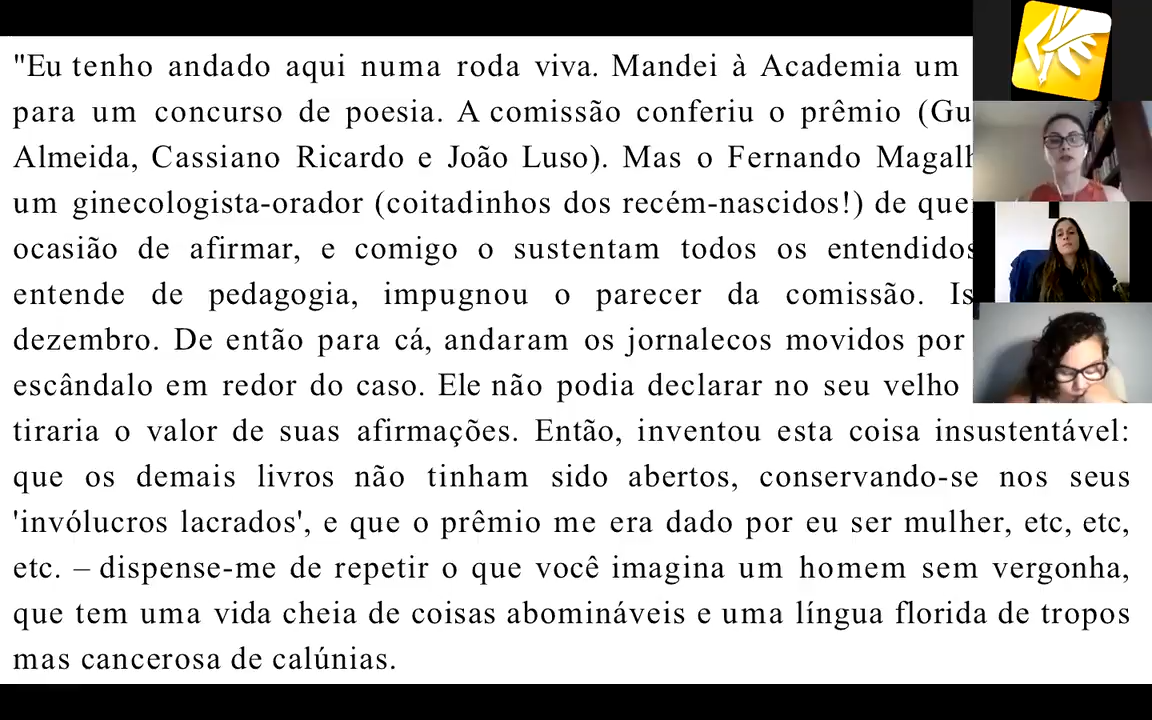 "Eu tenho andado aqui numa roda viva. Mandei à Academia um
para um concurso de poesia. A comissão conferiu o prêmio
Almeida, Cassiano Ricardo e João Luso). Mas o Fernando
um ginecologista-orador (coitadinhos dos recém-nascidos!) de
ocasião de afirmar, e comigo o sustentam todos os entendidos
entende de pedagogia, impugnou o parecer da comissão.
dezembro. De então para cá, andaram os jornalecos movidos por
escândalo em redor do caso. Ele não podia declarar no seu velho
tiraria o valor de suas afirmações. Então, inventou esta coisa insustentável:
que os demais livros não tinham sido abertos, conservando-se nos seus
'invólucros lacrados', e que o prêmio me era dado por eu ser mulher, etc, etc,
etc. – dispense-me de repetir o que você imagina um homem sem vergonha,
que tem uma vida cheia de coisas abomináveis e uma língua florida de tropos
mas cancerosa de calúnias.